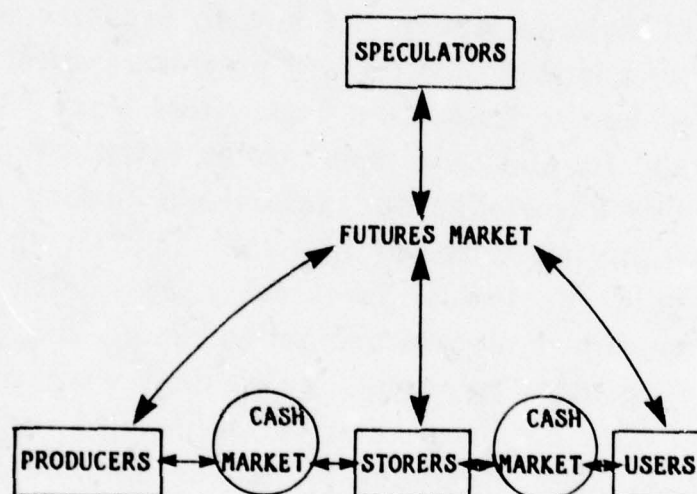 SPECULATORS
FUTURES MARKET
CASH
CASH
PRODUCERS
MARKET
STORERS
MARKET
USERS